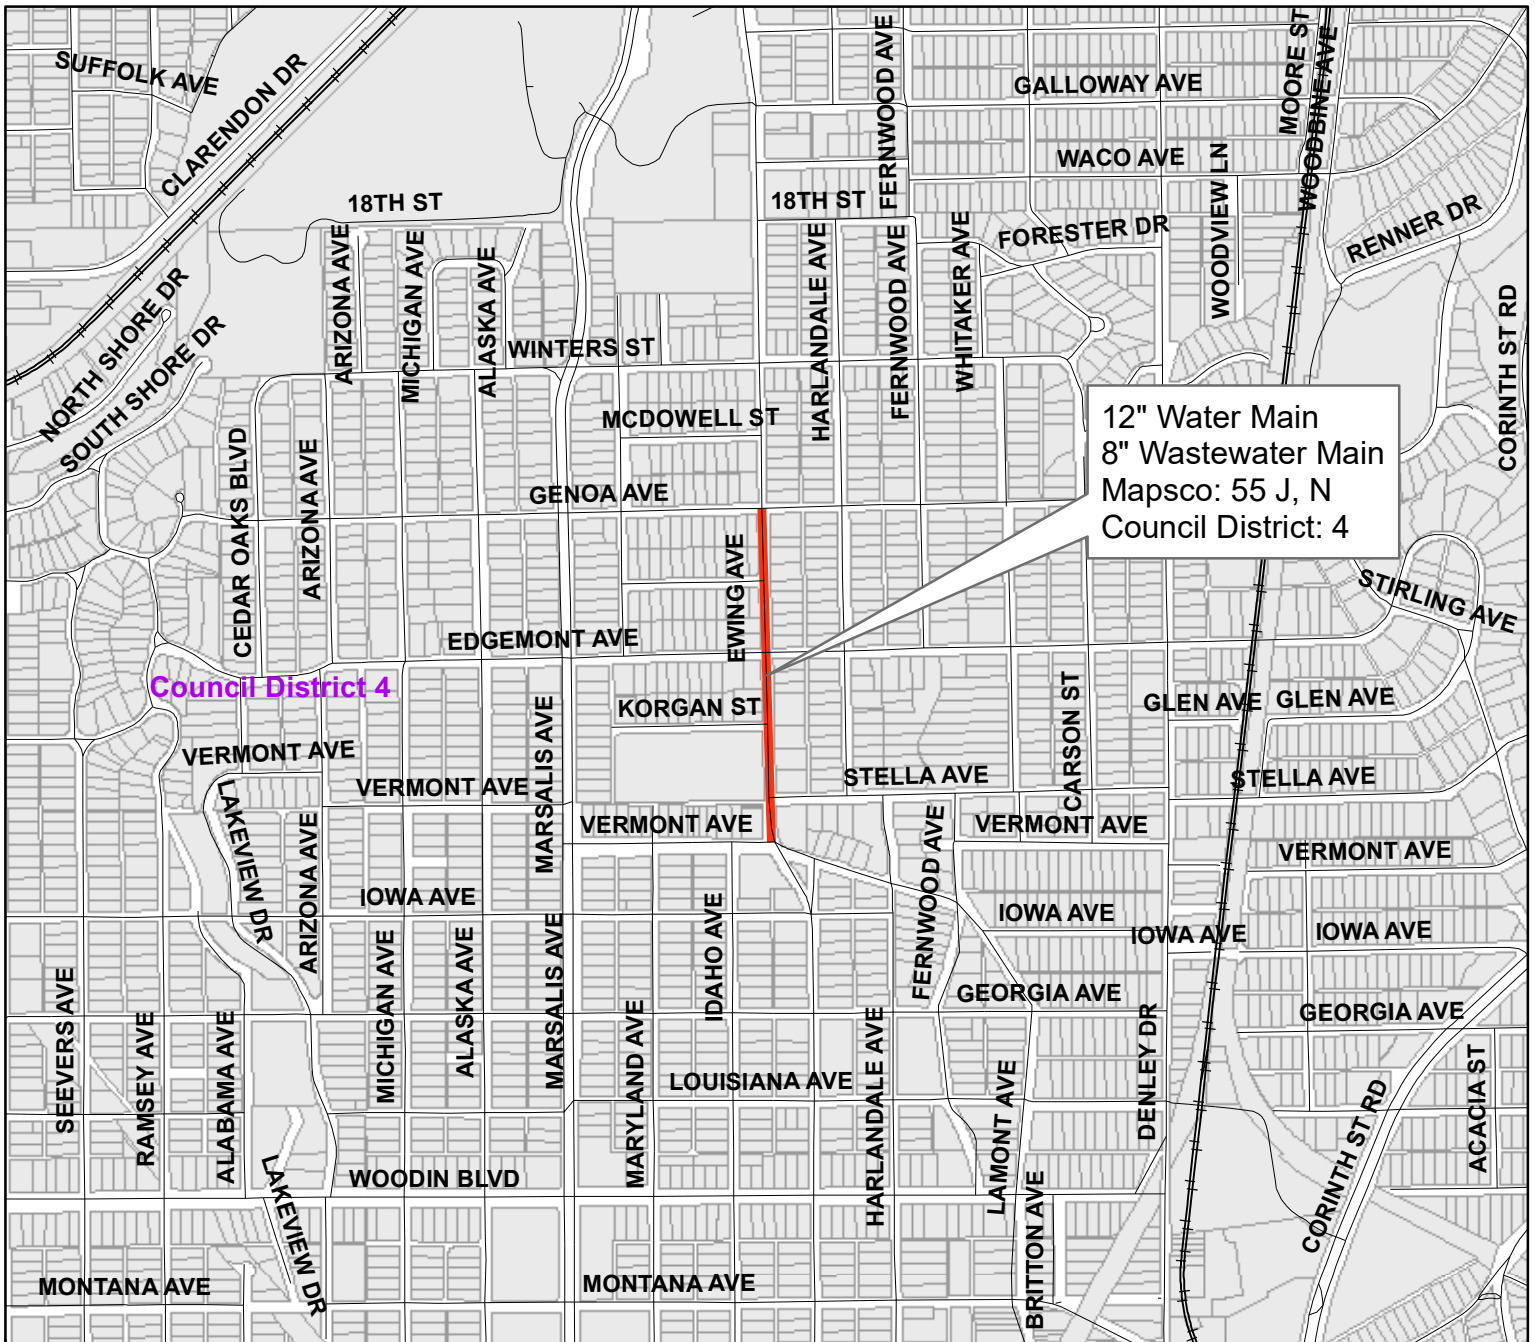 SUFFOLK AVE
CLARENDON DR
FERNWOOD AVE
GALLOWAY AVE
MOORE ST
WOODBINE AVE
WACO AVE
WOODVIEW LN
18TH ST
18TH ST
FORESTER DR
RENNER DR
ARIZONA AVE
MICHIGAN AVE
ALASKA AVE
HARLANDALE AVE
FERNWOOD AVE
WHITAKER AVE
CORINTH ST RD
NORTH SHORE DR
SOUTH SHORE DR
WINTERS ST
MCDOWELL ST
12" Water Main
8" Wastewater Main
Mapsco: 55 J, N
Council District: 4
CEDAR OAKS BLVD
ARIZONA AVE
GENOA AVE
EWING AVE
STIRLING AVE
EDGEMONT AVE
Council District 4
KORGAN ST
CARSON ST
GLEN AVE
GLEN AVE
MARSALIS AVE
VERMONT AVE
VERMONT AVE
STELLA AVE
STELLA AVE
LAKEVIEW DR
VERMONT AVE
FERNWOOD AVE
VERMONT AVE
VERMONT AVE
ARIZONA AVE
IOWA AVE
IDAHO AVE
IOWA AVE
IOWA AVE
IOWA AVE
MICHIGAN AVE
ALASKA AVE
MARSALIS AVE
GEORGIA AVE
GEORGIA AVE
SEEVERS AVE
RAMSEY AVE
ALABAMA AVE
MARYLAND AVE
HARLANDALE AVE
DENLEY DR
LOUISIANA AVE
LAMONT AVE
CORINTH ST RD
ACACIA ST
WOODIN BLVD
LAKEVIEW DR
BRITTON AVE
MONTANA AVE
MONTANA AVE